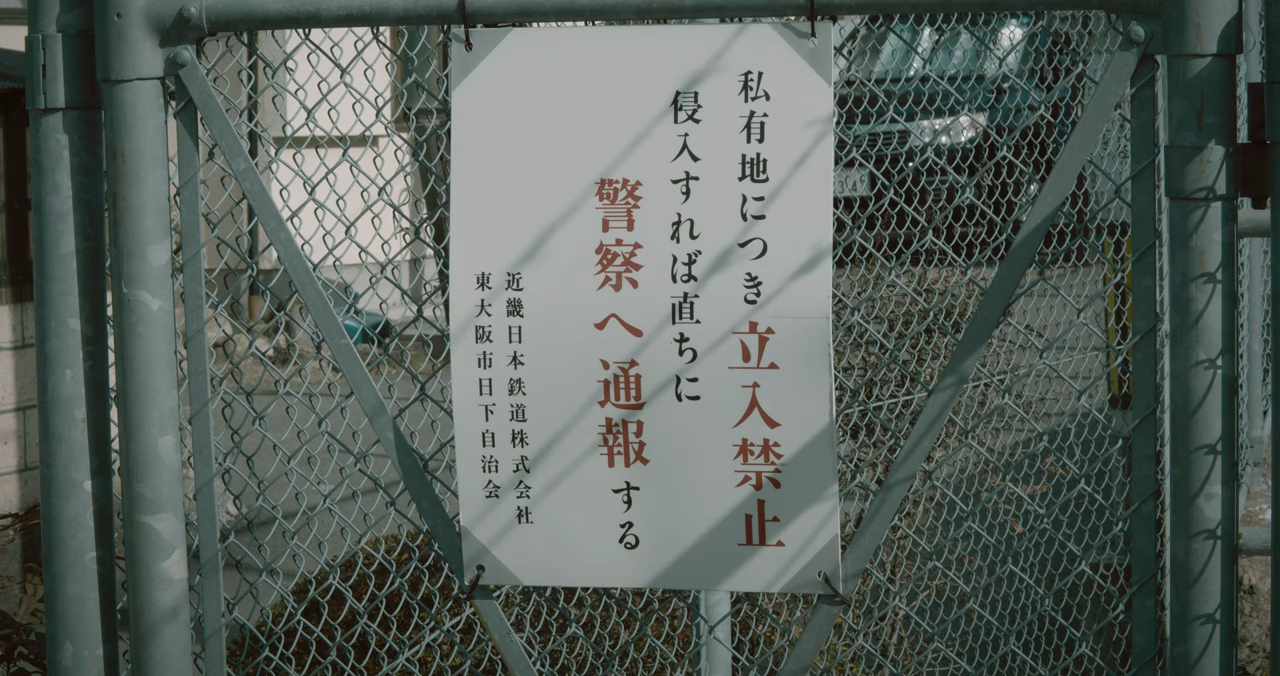 私有地につき立入禁止
侵入すれば直ちに
警察へ通報する
近畿日本鉄道株式会社
東大阪市日下自治会